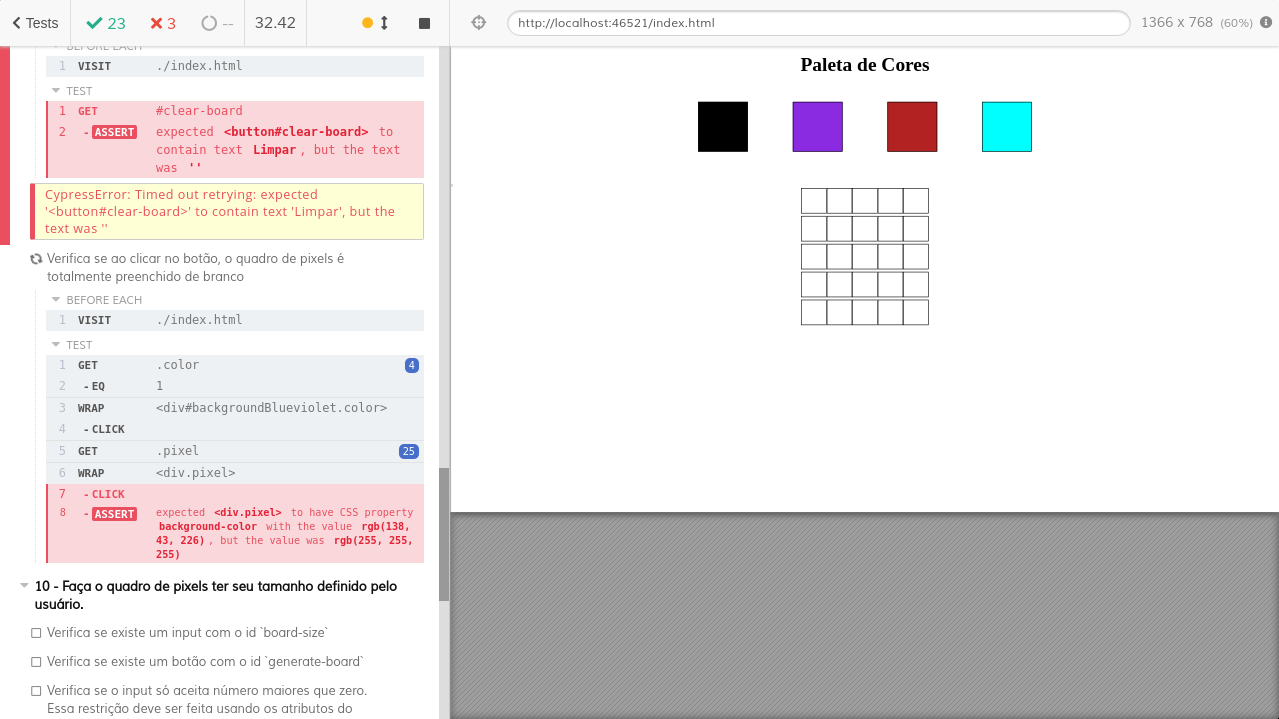 Tests 23 3 -- 32.42 http://localhost:46521/index.html 1366 x 768 (60%)
BEFORE EACH
1 VISIT ./index.html
TEST
1 GET #clear-board
2 -ASSERT expected <button#clear-board> to
contain text Limpar, but the text
was ''
CypressError: Timed out retrying: expected
'<button#clear-board>' to contain text 'Limpar', but the
text was ''
Verifica se ao clicar no botão, o quadro de pixels é
totalmente preenchido de branco
BEFORE EACH
1 VISIT ./index.html
TEST
1 GET .color 4
2 -EQ 1
3 WRAP <div#backgroundBlueviolet.color>
4 -CLICK
5 GET .pixel 25
6 WRAP <div.pixel>
7 -CLICK
8 -ASSERT expected <div.pixel> to have CSS property
background-color with the value rgb(138,
43, 226), but the value was rgb(255, 255,
255)
10 - Faça o quadro de pixels ter seu tamanho definido pelo
usuário.
Verifica se existe um input com o id `board-size`
Verifica se existe um botão com o id `generate-board`
Verifica se o input só aceita número maiores que zero.
Essa restrição deve ser feita usando os atributos do
Paleta de Cores